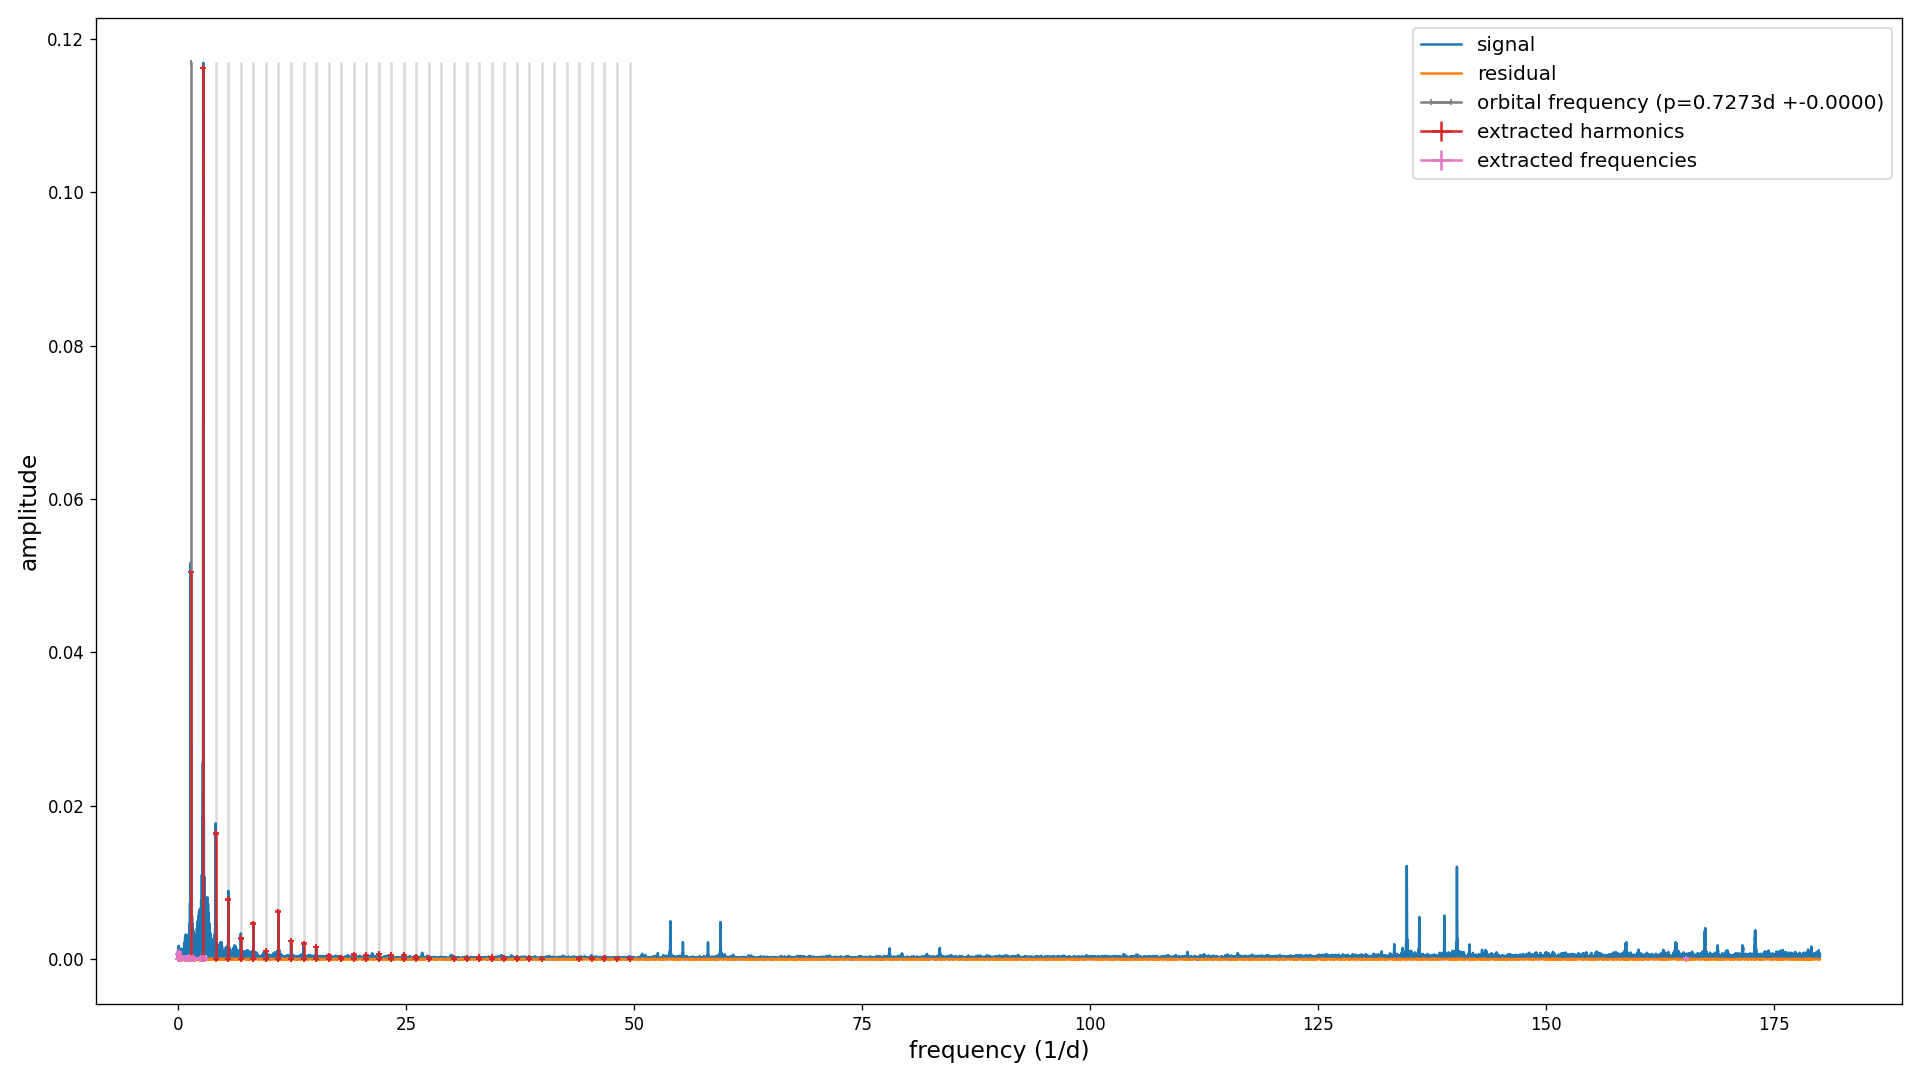 0.12
0.10
0.08
0.06
0.04
0.02
0.00
amplitude
0
25
50
75
100
125
150
175
frequency (1/d)
signal
residual
orbital frequency (p=0.7273d +-0.0000)
extracted harmonics
extracted frequencies